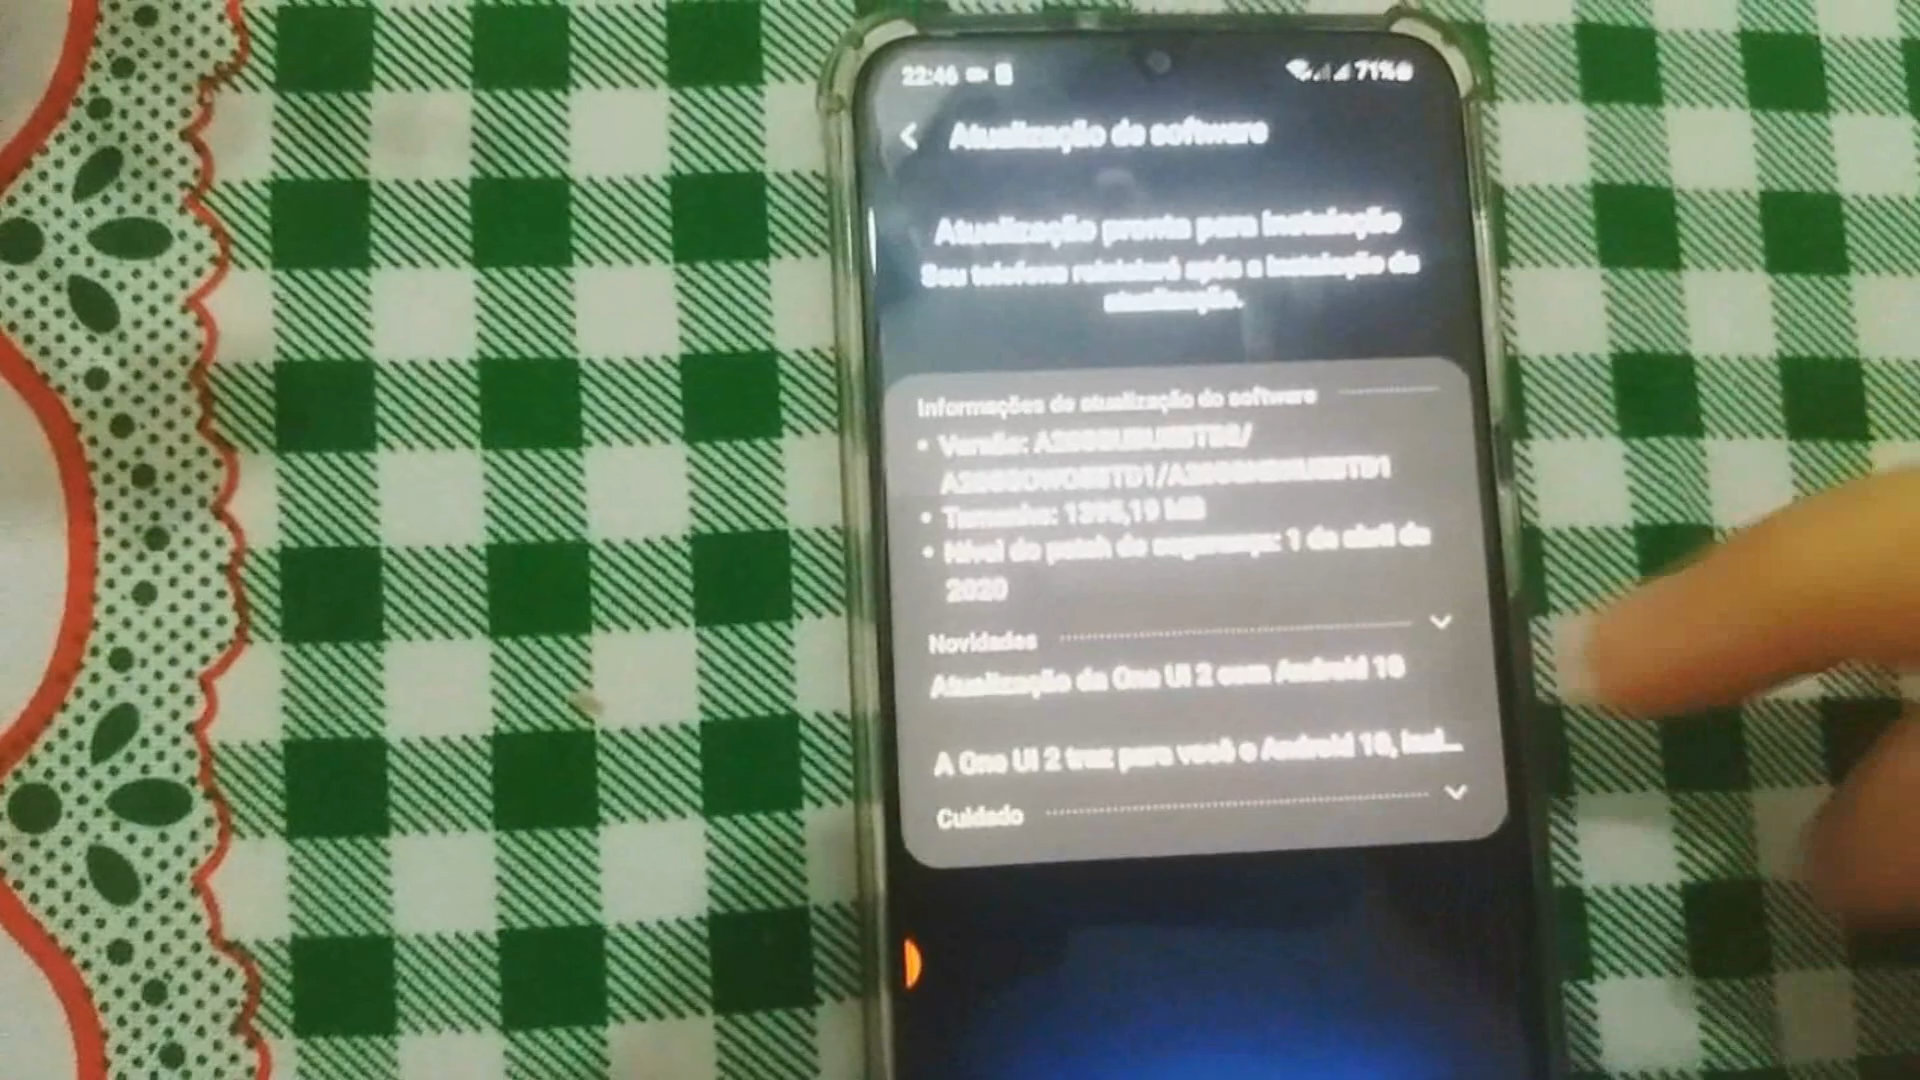 22:46 71%
Atualização de software
Atualização pronta para instalação
Seu telefone reiniciará após a instalação da
atualização.
Informações de atualização do software
• Versão:
• Tamanho: 1395,19 MB
• Nível do patch de segurança: 1 de abril de
2020
Novidades
Atualização da One UI 2 com Android 10
A One UI 2 traz para você o Android 10, incl...
Cuidado